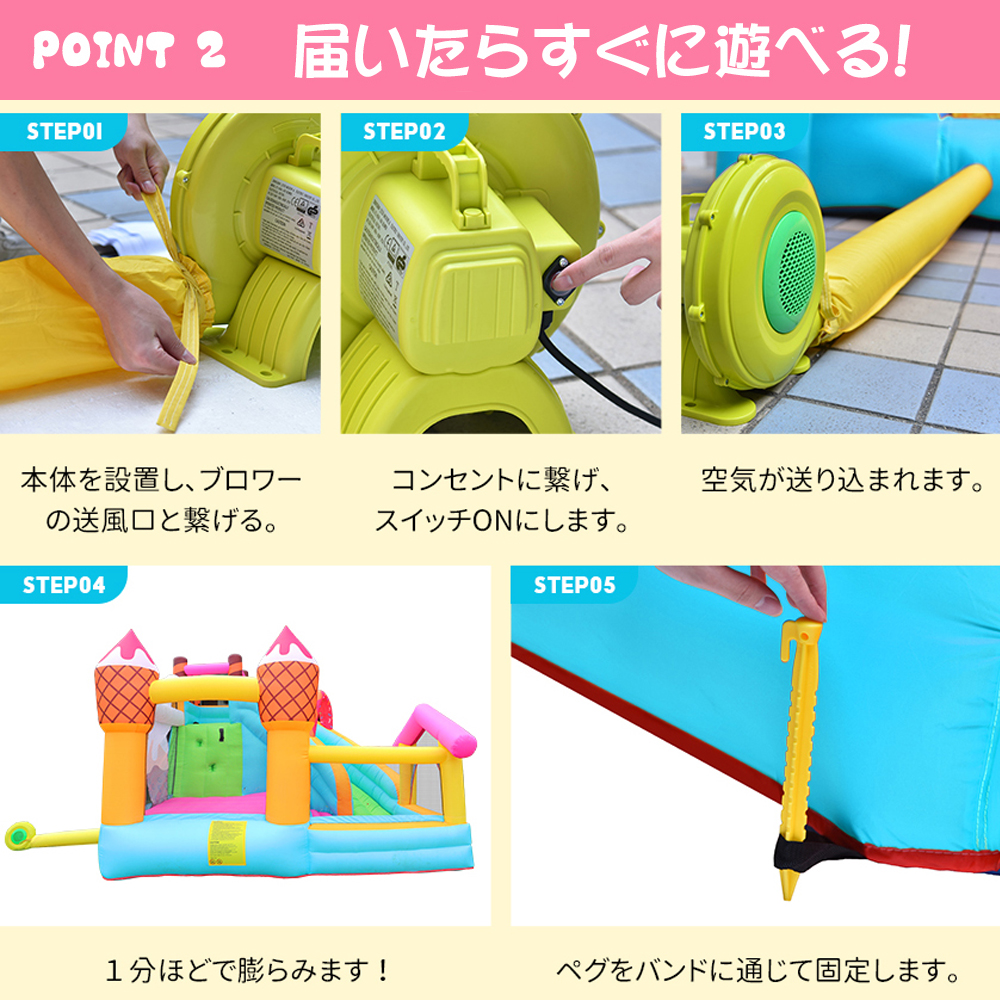 POINT 2 届いたらすぐに遊べる!
STEP01
STEP02
STEP03
本体を設置し、ブロワー
の送風口と繋げる。
コンセントに繋げ、
スイッチONにします。
空気が送り込まれます。
STEP04
STEP05
１分ほどで膨らみます！
ペグをバンドに通じて固定します。